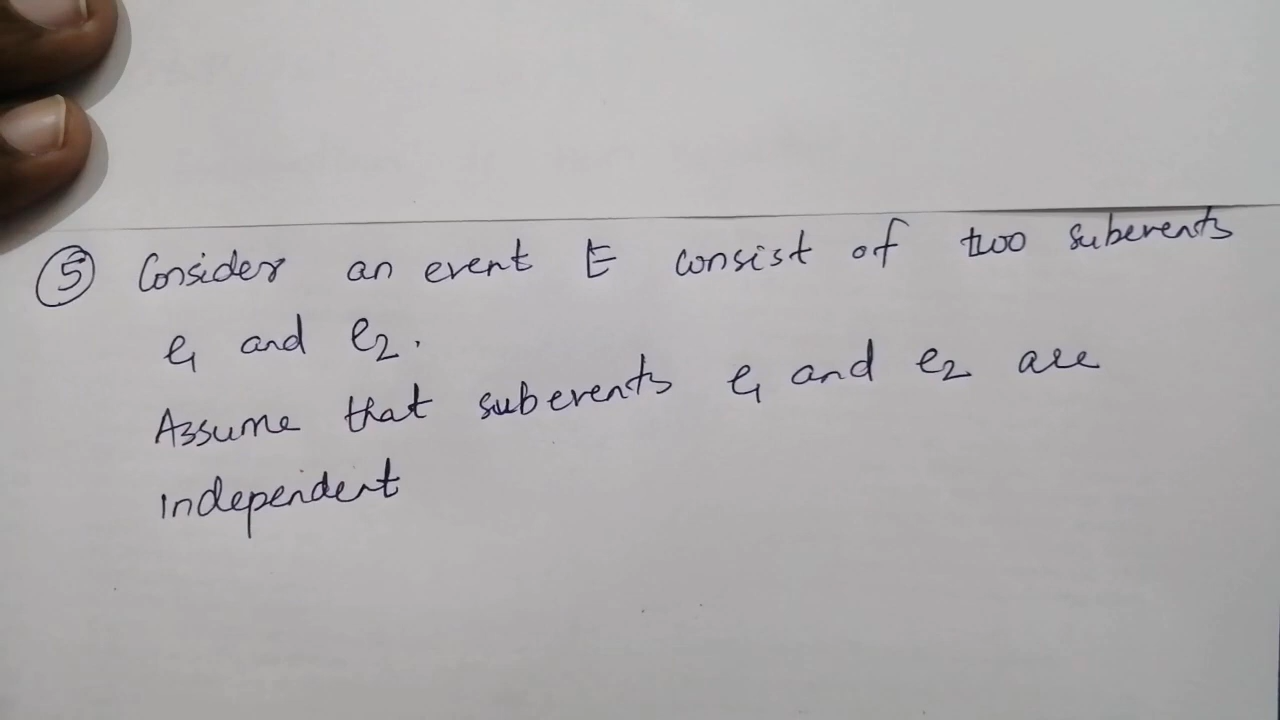 ⑤ Consider an event E consist of two subevents
e1 and e2.
Assume that subevents e1 and e2 are
independent